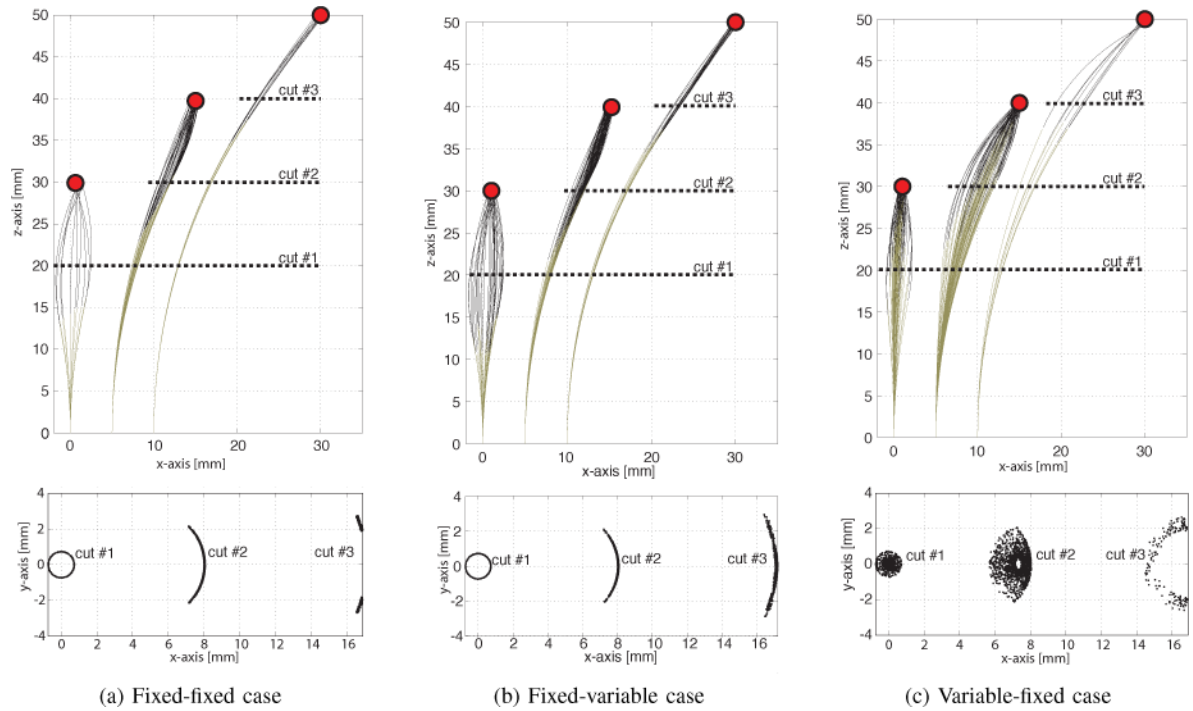 50
45
40
35
30
25
20
15
10
5
0
z-axis [mm]
cut #3
cut #2
cut #1
0 10 20 30
x-axis [mm]
50
45
40
35
30
25
20
15
10
5
0
z-axis [mm]
cut #3
cut #2
cut #1
0 10 20 30
x-axis [mm]
50
45
40
35
30
25
20
15
10
5
0
z-axis [mm]
cut #3
cut #2
cut #1
0 10 20 30
x-axis [mm]
4
2
0
-2
-4
y-axis [mm]
cut #1
cut #2
cut #3
0 2 4 6 8 10 12 14 16
x-axis [mm]
4
2
0
-2
-4
y-axis [mm]
cut #1
cut #2
cut #3
0 2 4 6 8 10 12 14 16
x-axis [mm]
4
2
0
-2
-4
y-axis [mm]
cut #1
cut #2
cut #3
0 2 4 6 8 10 12 14 16
x-axis [mm]
(a) Fixed-fixed case
(b) Fixed-variable case
(c) Variable-fixed case